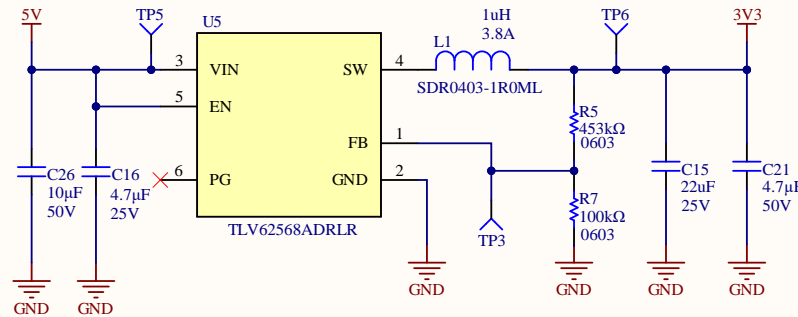 5V
TP5
U5
1uH
3.8A
TP6
3V3
L1
3
VIN
SW
4
5
EN
SDR0403-1R0ML
R5
453kΩ
0603
FB
1
C26
10µF
50V
C16
4.7µF
25V
6
PG
GND
2
C15
22uF
25V
C21
4.7µF
50V
R7
100kΩ
0603
TLV62568ADRLR
TP3
GND
GND
GND
GND
GND
GND